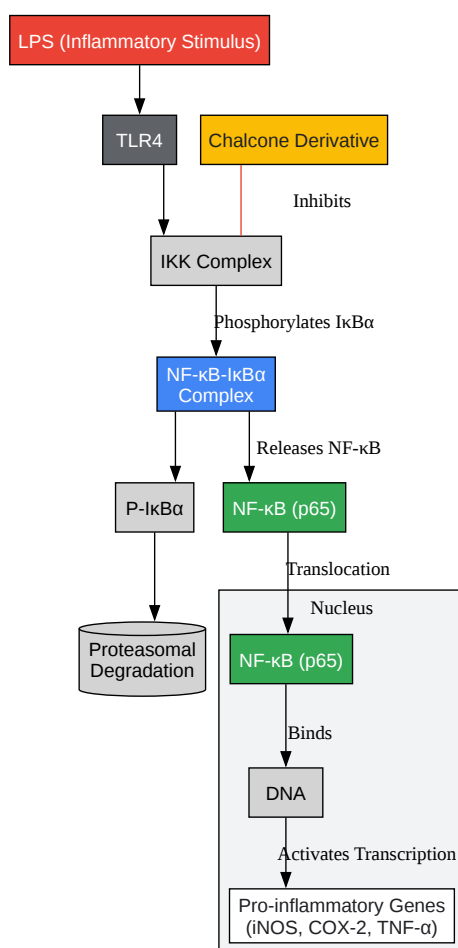 LPS (Inflammatory Stimulus)
TLR4
Chalcone Derivative
Inhibits
IKK Complex
Phosphorylates IκBα
NF-κB-IκBα
Complex
Releases NF-κB
P-IκBα
NF-κB (p65)
Translocation
Nucleus
Proteasomal
Degradation
NF-κB (p65)
Binds
DNA
Activates Transcription
Pro-inflammatory Genes
(iNOS, COX-2, TNF-α)